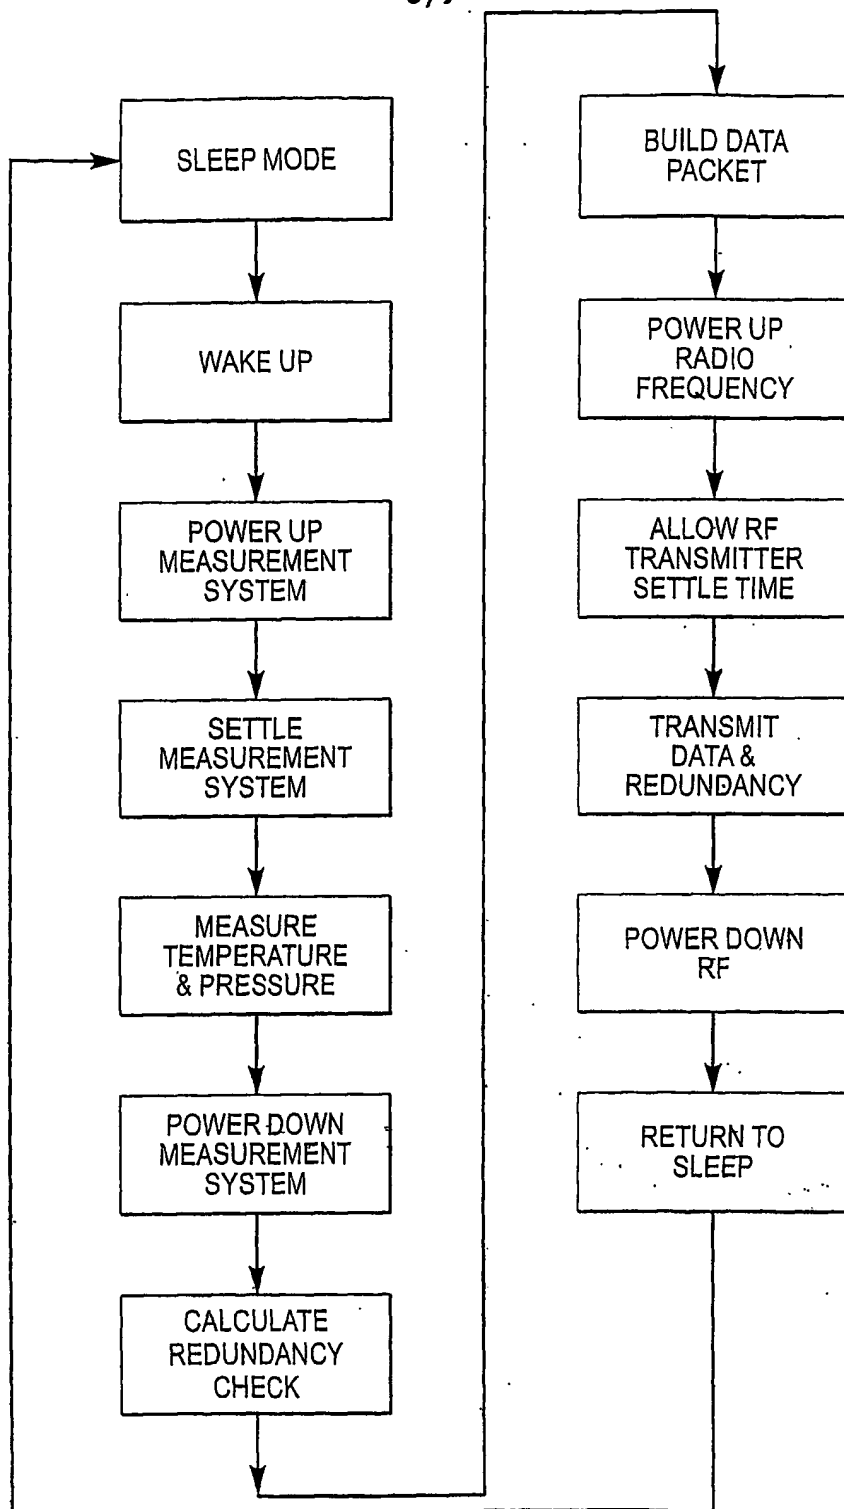 SLEEP MODE
WAKE UP
POWER UP
MEASUREMENT
SYSTEM
SETTLE
MEASUREMENT
SYSTEM
MEASURE
TEMPERATURE
& PRESSURE
POWER DOWN
MEASUREMENT
SYSTEM
CALCULATE
REDUNDANCY
CHECK
BUILD DATA
PACKET
POWER UP
RADIO
FREQUENCY
ALLOW RF
TRANSMITTER
SETTLE TIME
TRANSMIT
DATA &
REDUNDANCY
POWER DOWN
RF
RETURN TO
SLEEP